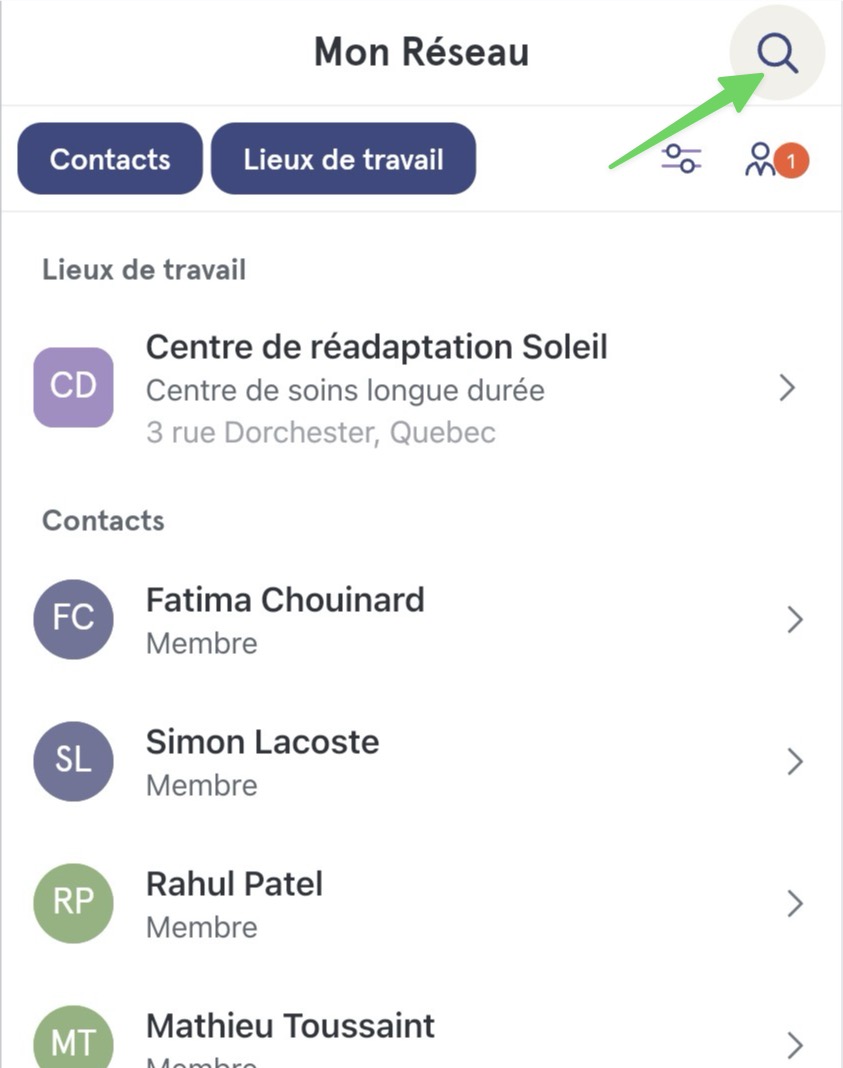 Mon Réseau
Contacts
Lieux de travail
1
Lieux de travail
CD
Centre de réadaptation Soleil
Centre de soins longue durée
3 rue Dorchester, Quebec
Contacts
FC
Fatima Chouinard
Membre
SL
Simon Lacoste
Membre
RP
Rahul Patel
Membre
MT
Mathieu Toussaint
Membre